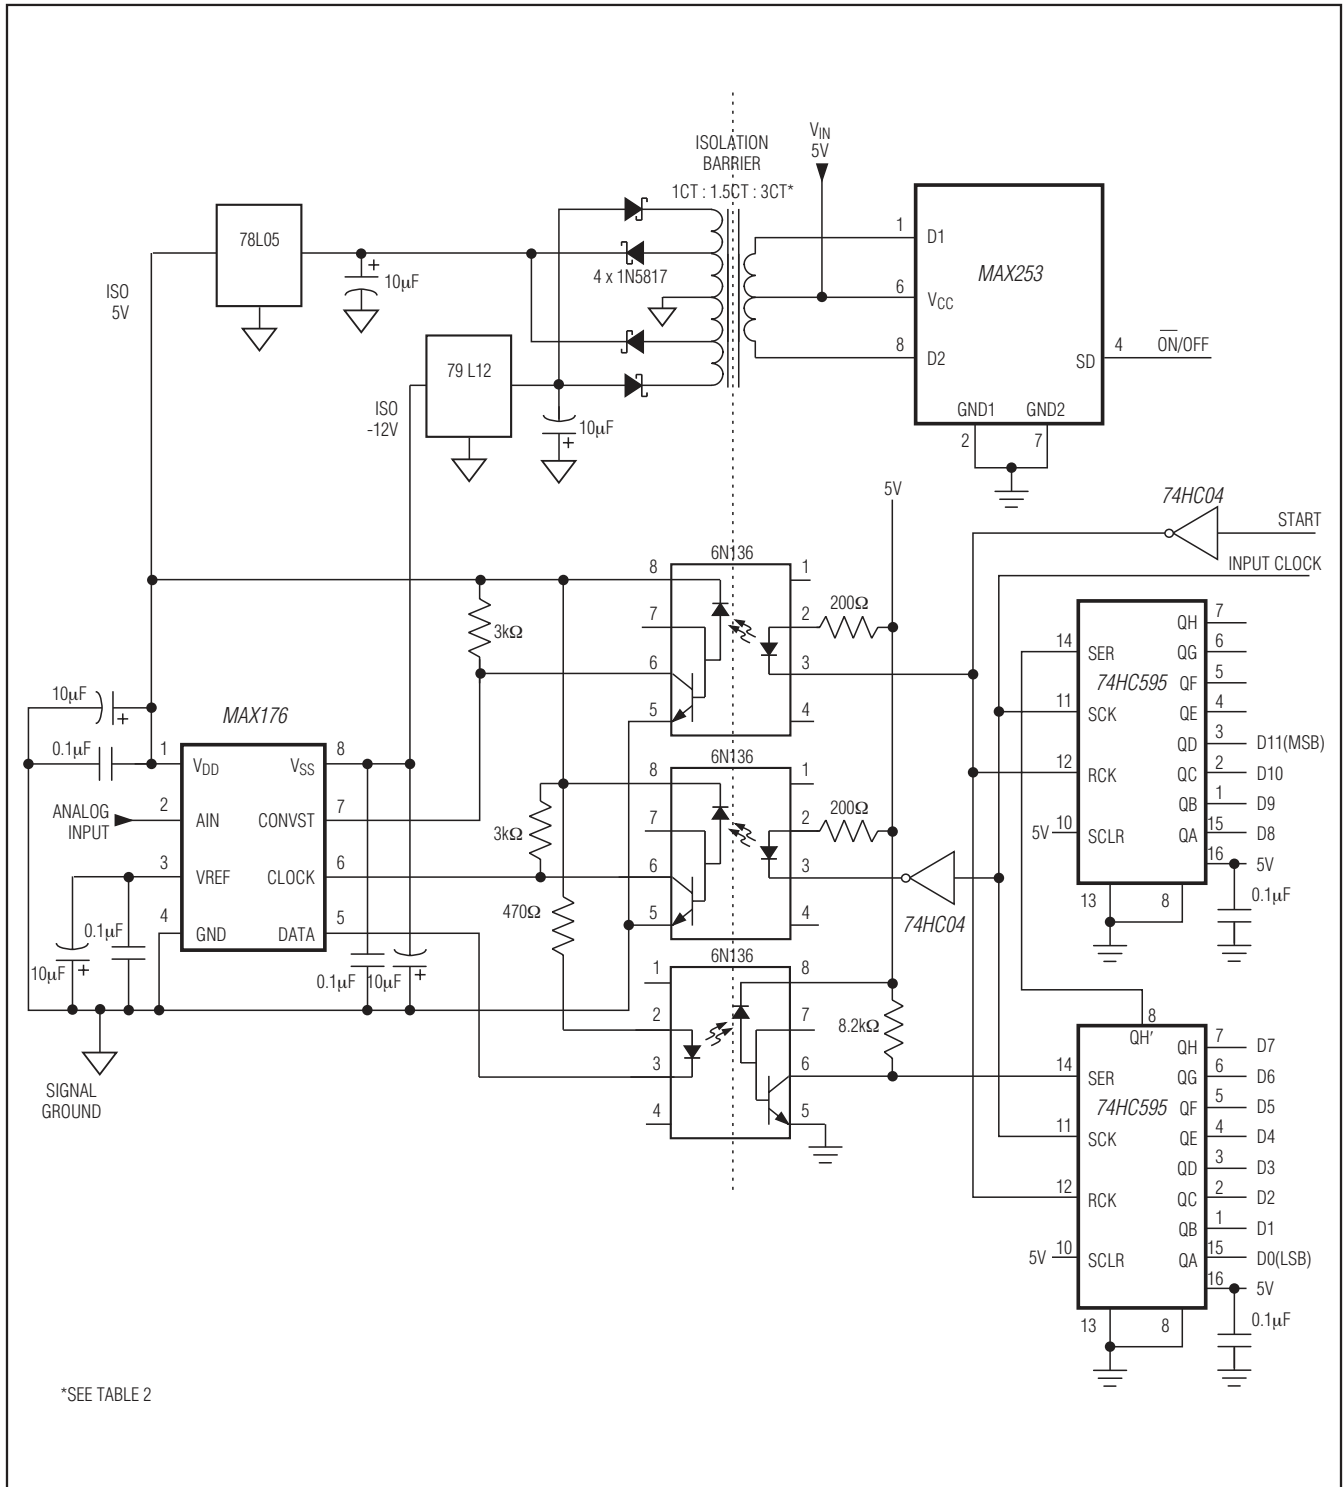 ISOLATION
BARRIER
V_IN
5V
1CT : 1.5CT : 3CT*
78L05
10μF
ISO
5V
4 x 1N5817
79 L12
ISO
-12V
10μF
MAX253
1
D1
6
V_CC
8
D2
SD
4
O̅N̅/OFF
GND1
GND2
2
7
5V
74HC04
START
INPUT CLOCK
6N136
8
7
6
5
1
2
3
4
200Ω
3kΩ
6N136
8
7
6
5
1
2
3
4
200Ω
3kΩ
74HC04
470Ω
6N136
1
2
3
4
8
7
6
5
8.2kΩ
10μF
0.1μF
MAX176
1
V_DD
V_SS
8
ANALOG
INPUT
2
AIN
CONVST
7
3
VREF
CLOCK
6
4
GND
DATA
5
0.1μF
10μF
0.1μF
10μF
SIGNAL
GROUND
74HC595
14
SER
11
SCK
12
RCK
5V
10
SCLR
13
8
QH
7
QG
6
QF
5
QE
4
QD
3
D11(MSB)
QC
2
D10
QB
1
D9
QA
15
D8
16
5V
0.1μF
8
QH'
74HC595
14
SER
11
SCK
12
RCK
5V
10
SCLR
13
8
QH
7
D7
QG
6
D6
QF
5
D5
QE
4
D4
QD
3
D3
QC
2
D2
QB
1
D1
QA
15
D0(LSB)
16
5V
0.1μF
*SEE TABLE 2